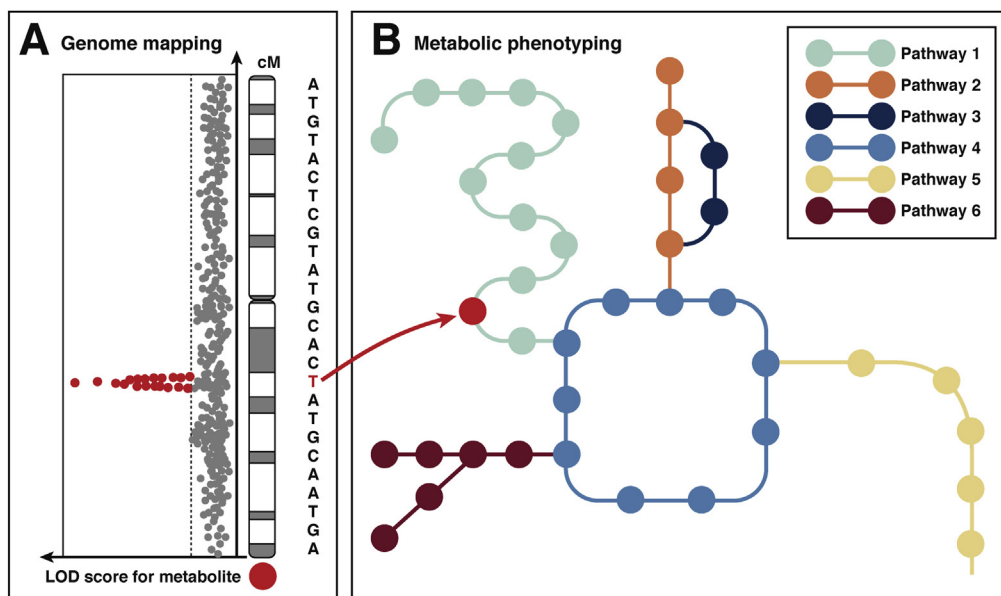 A Genome mapping
cM
A
T
G
T
A
C
T
C
G
T
A
T
G
C
A
C
T
A
T
G
C
A
A
T
G
A
LOD score for metabolite
B Metabolic phenotyping
Pathway 1
Pathway 2
Pathway 3
Pathway 4
Pathway 5
Pathway 6